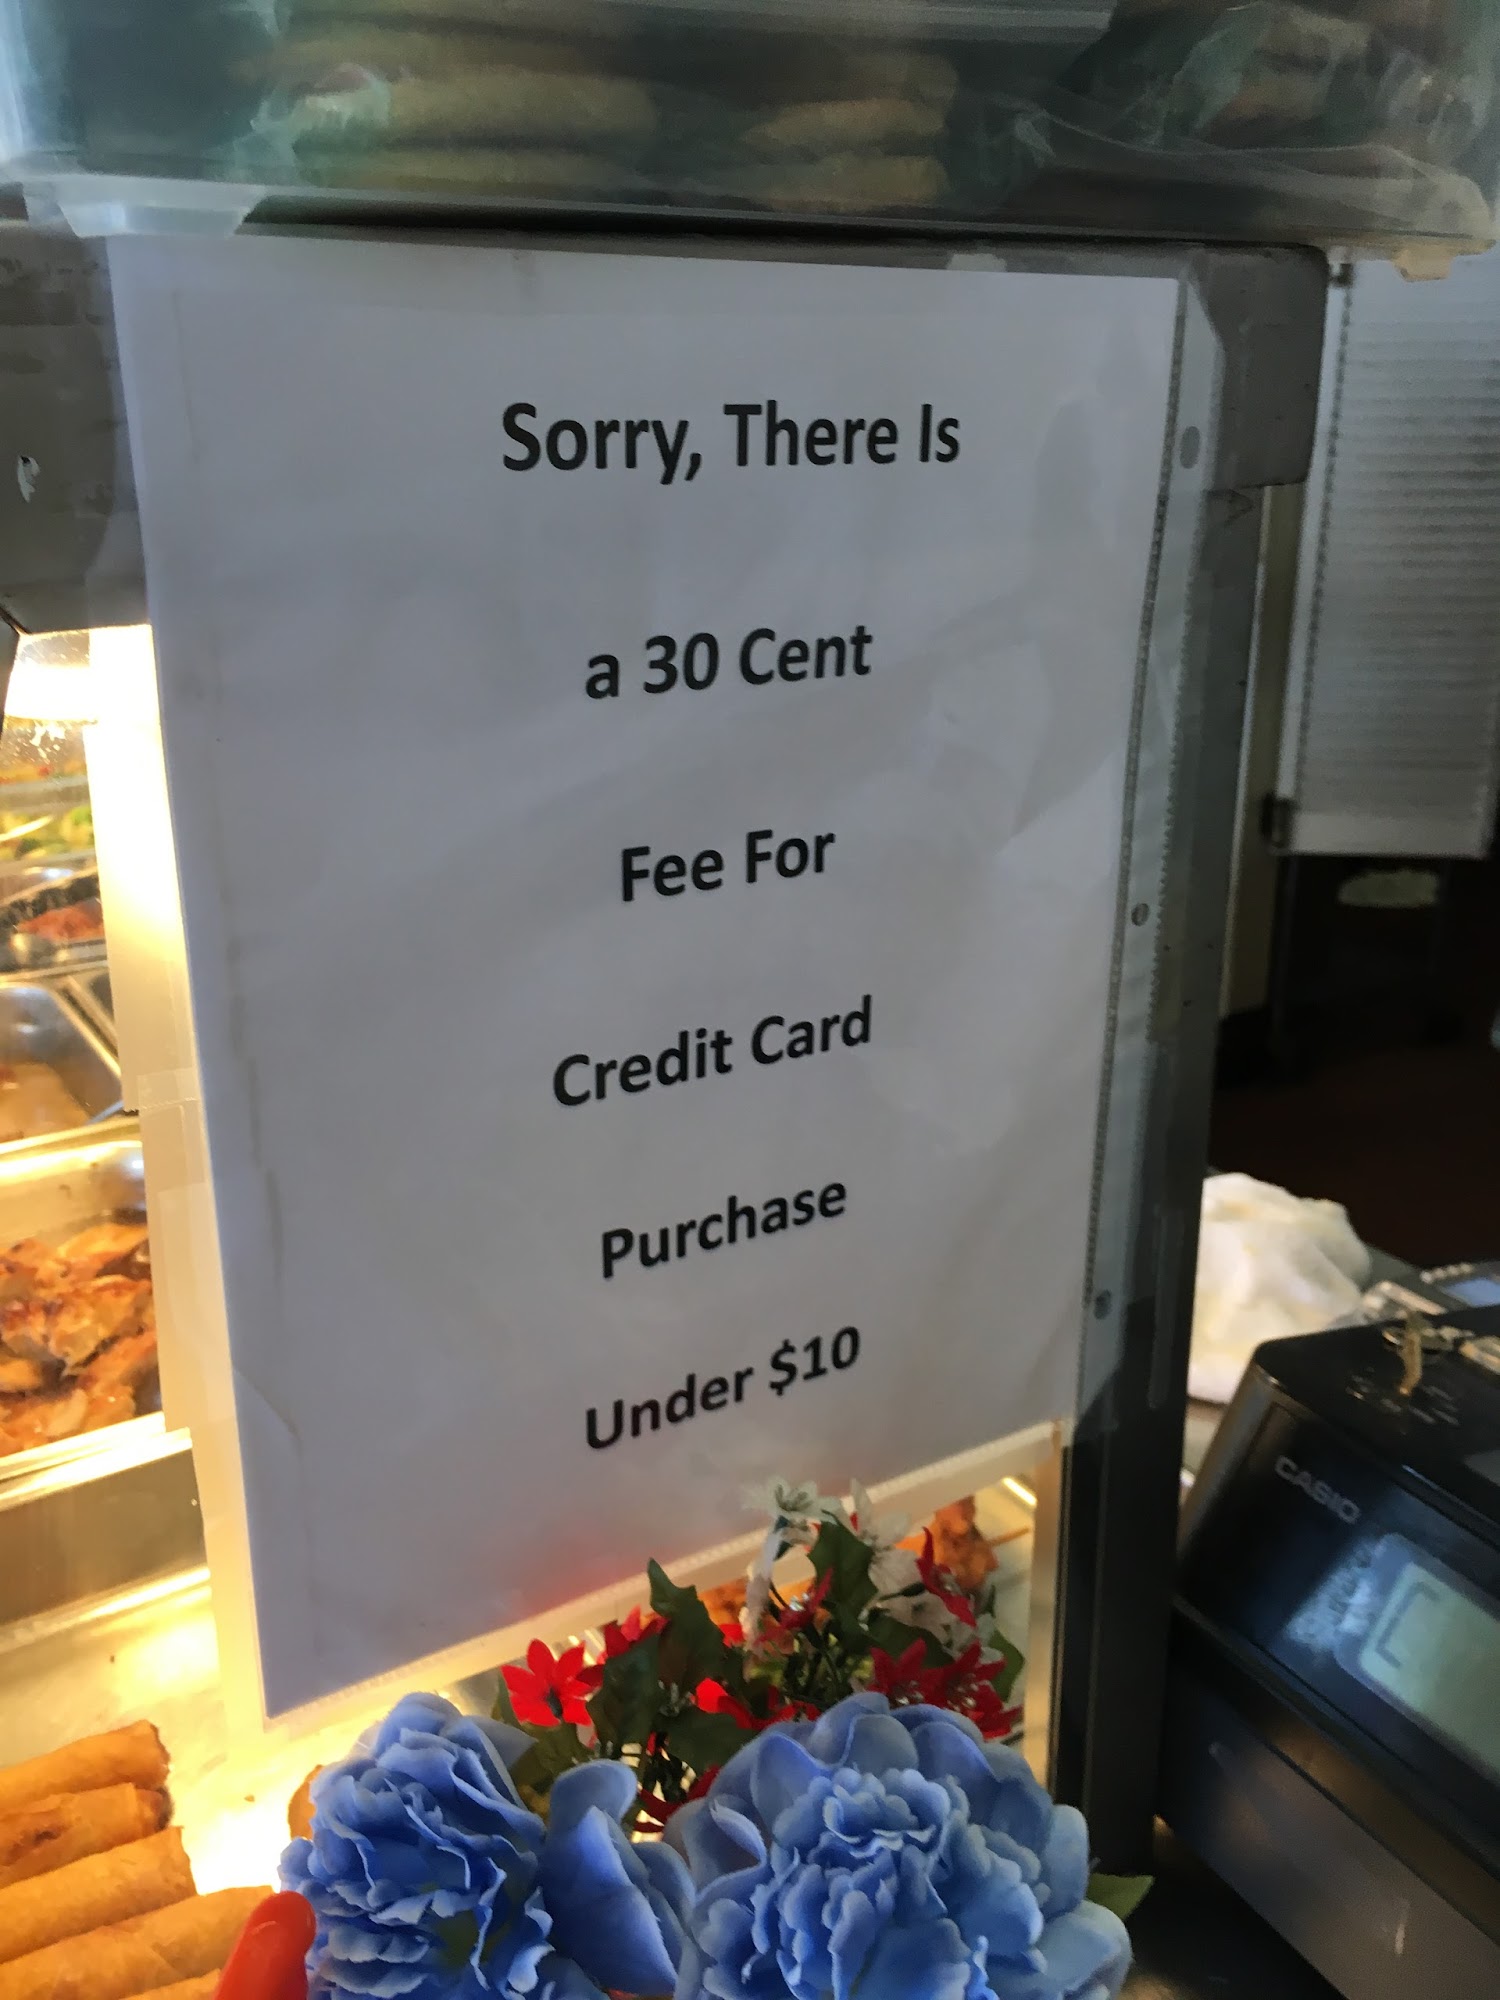 Sorry, There Is
a 30 Cent
Fee For
Credit Card
Purchase
Under $10
CASIO